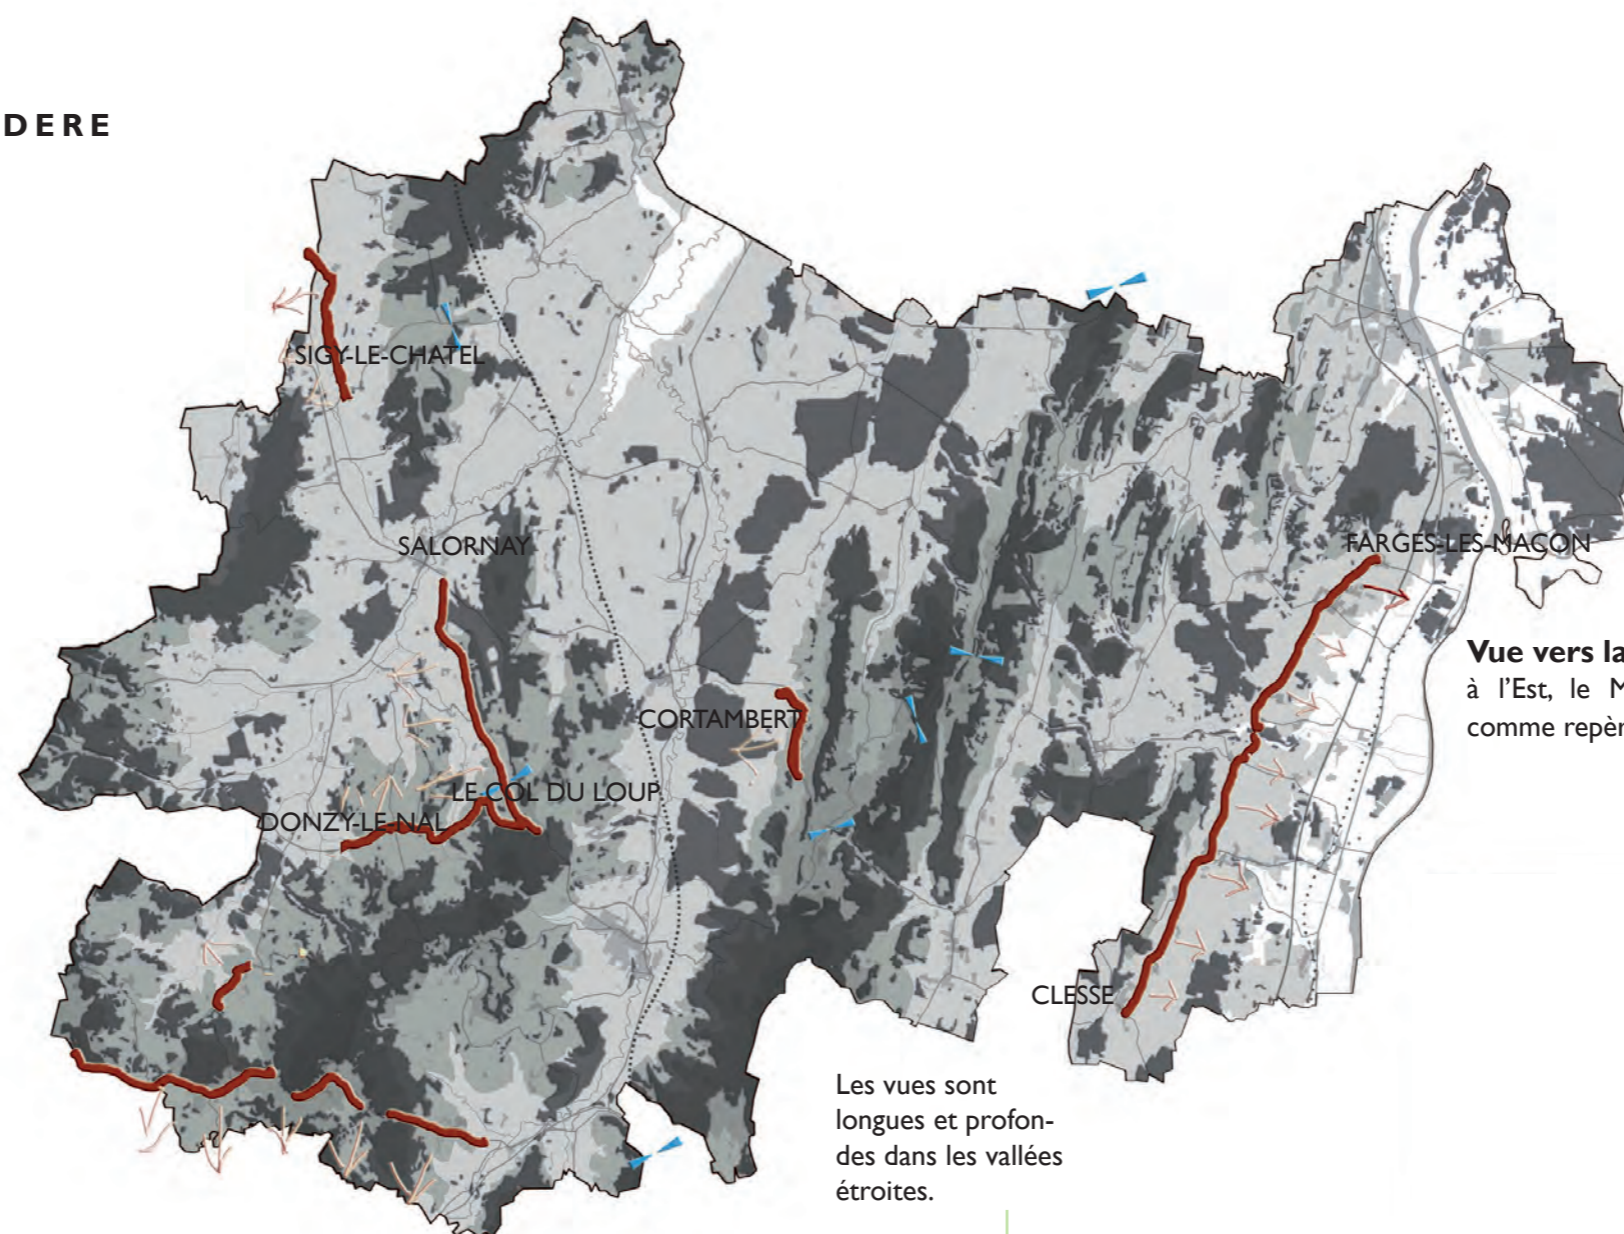 DERE
SIGY-LE-CHATEL
SALORNAY
FARGES-LES-MACON
Vue vers la
à l'Est, le M
comme repèr
CORTAMBERT
LE COL DU LOUP
DONZY-LE-NAL
CLESSE
Les vues sont
longues et profon-
des dans les vallées
étroites.